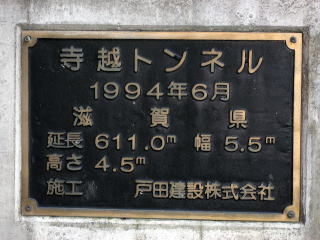 寺越トンネル
1994年6月
滋賀県
延長 611.0m 幅 5.5m
高さ 4.5m
施工 戸田建設株式会社